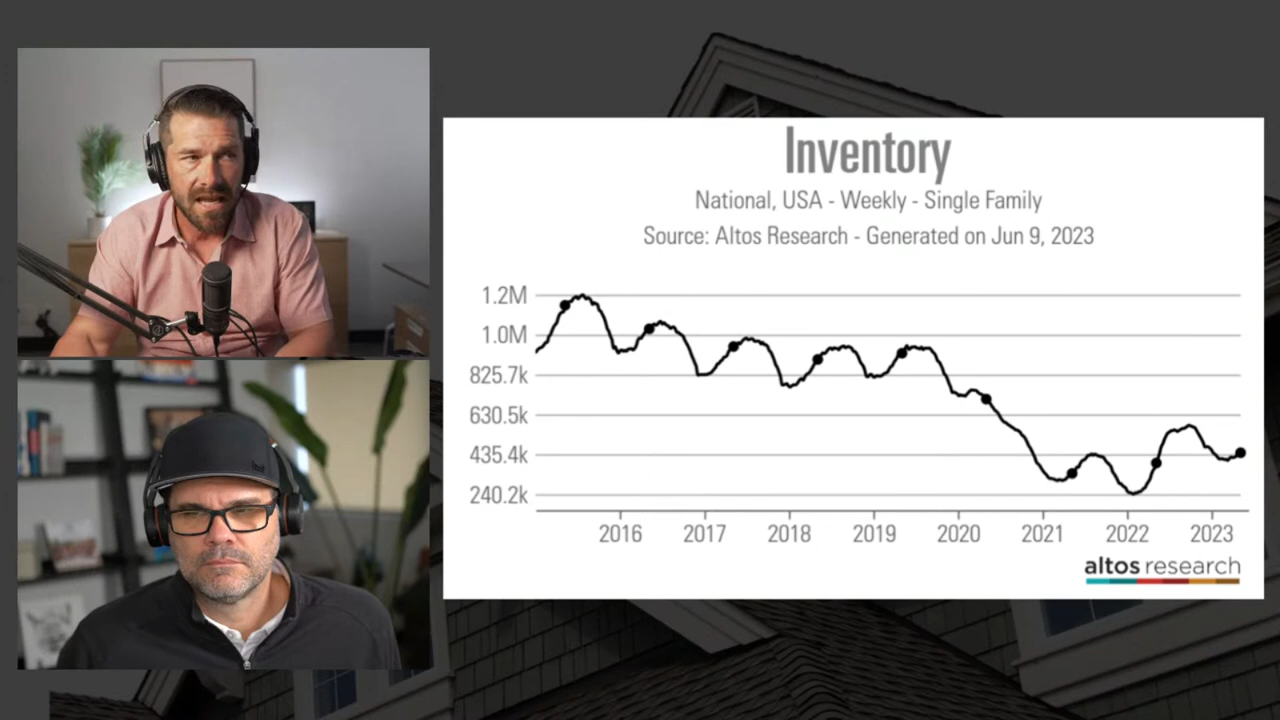 Inventory
National, USA - Weekly - Single Family
Source: Altos Research - Generated on Jun 9, 2023
1.2M
1.0M
825.7k
630.5k
435.4k
240.2k
2016 2017 2018 2019 2020 2021 2022 2023
altos research